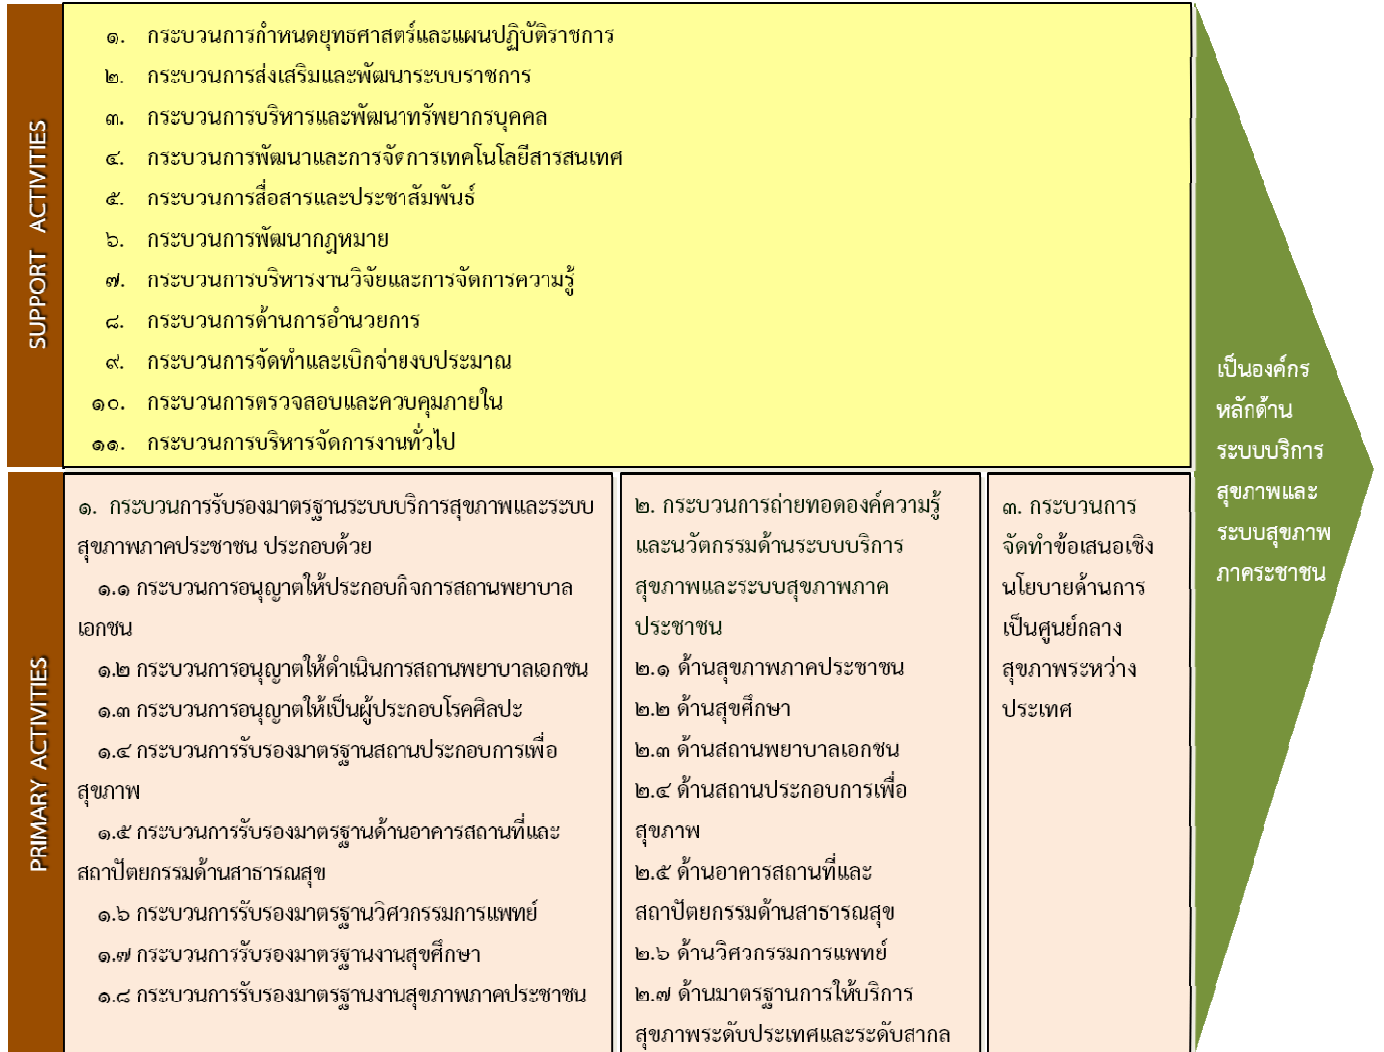 SUPPORT ACTIVITIES
๑. กระบวนการกำหนดยุทธศาสตร์และแผนปฏิบัติราชการ
๒. กระบวนการส่งเสริมและพัฒนาระบบราชการ
๓. กระบวนการบริหารและพัฒนาทรัพยากรบุคคล
๔. กระบวนการพัฒนาและการจัดการเทคโนโลยีสารสนเทศ
๕. กระบวนการสื่อสารและประชาสัมพันธ์
๖. กระบวนการพัฒนากฎหมาย
๗. กระบวนการบริหารงานวิจัยและการจัดการความรู้
๘. กระบวนการด้านการอำนวยการ
๙. กระบวนการจัดทำและเบิกจ่ายงบประมาณ
๑๐. กระบวนการตรวจสอบและควบคุมภายใน
๑๑. กระบวนการบริหารจัดการงานทั่วไป
PRIMARY ACTIVITIES
๑. กระบวนการรับรองมาตรฐานระบบบริการสุขภาพและระบบ
สุขภาพภาคประชาชน ประกอบด้วย
๑.๑ กระบวนการอนุญาตให้ประกอบกิจการสถานพยาบาล
เอกชน
๑.๒ กระบวนการอนุญาตให้ดำเนินการสถานพยาบาลเอกชน
๑.๓ กระบวนการอนุญาตให้เป็นผู้ประกอบโรคศิลปะ
๑.๔ กระบวนการรับรองมาตรฐานสถานประกอบการเพื่อ
สุขภาพ
๑.๕ กระบวนการรับรองมาตรฐานด้านอาคารสถานที่และ
สถาปัตยกรรมด้านสาธารณสุข
๑.๖ กระบวนการรับรองมาตรฐานวิศวกรรมการแพทย์
๑.๗ กระบวนการรับรองมาตรฐานงานสุขศึกษา
๑.๘ กระบวนการรับรองมาตรฐานงานสุขภาพภาคประชาชน
๒. กระบวนการถ่ายทอดองค์ความรู้
และนวัตกรรมด้านระบบบริการ
สุขภาพและระบบสุขภาพภาค
ประชาชน
๒.๑ ด้านสุขภาพภาคประชาชน
๒.๒ ด้านสุขศึกษา
๒.๓ ด้านสถานพยาบาลเอกชน
๒.๔ ด้านสถานประกอบการเพื่อ
สุขภาพ
๒.๕ ด้านอาคารสถานที่และ
สถาปัตยกรรมด้านสาธารณสุข
๒.๖ ด้านวิศวกรรมการแพทย์
๒.๗ ด้านมาตรฐานการให้บริการ
สุขภาพระดับประเทศและระดับสากล
๓. กระบวนการ
จัดทำข้อเสนอเชิง
นโยบายด้านการ
เป็นศูนย์กลาง
สุขภาพระหว่าง
ประเทศ
เป็นองค์กร
หลักด้าน
ระบบบริการ
สุขภาพและ
ระบบสุขภาพ
ภาคระชาชน